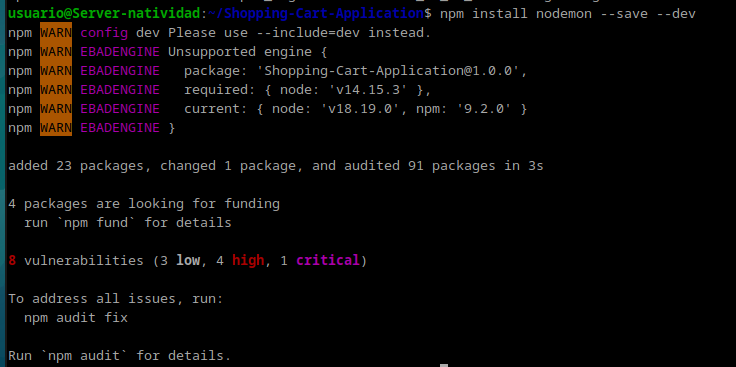 usuario@Server-natividad:~/Shopping-Cart-Application$ npm install nodemon --save --dev
npm WARN config dev Please use --include=dev instead.
npm WARN EBADENGINE Unsupported engine {
npm WARN EBADENGINE   package: 'Shopping-Cart-Application@1.0.0',
npm WARN EBADENGINE   required: { node: 'v14.15.3' },
npm WARN EBADENGINE   current: { node: 'v18.19.0', npm: '9.2.0' }
npm WARN EBADENGINE }

added 23 packages, changed 1 package, and audited 91 packages in 3s

4 packages are looking for funding
  run `npm fund` for details

8 vulnerabilities (3 low, 4 high, 1 critical)

To address all issues, run:
  npm audit fix

Run `npm audit` for details.